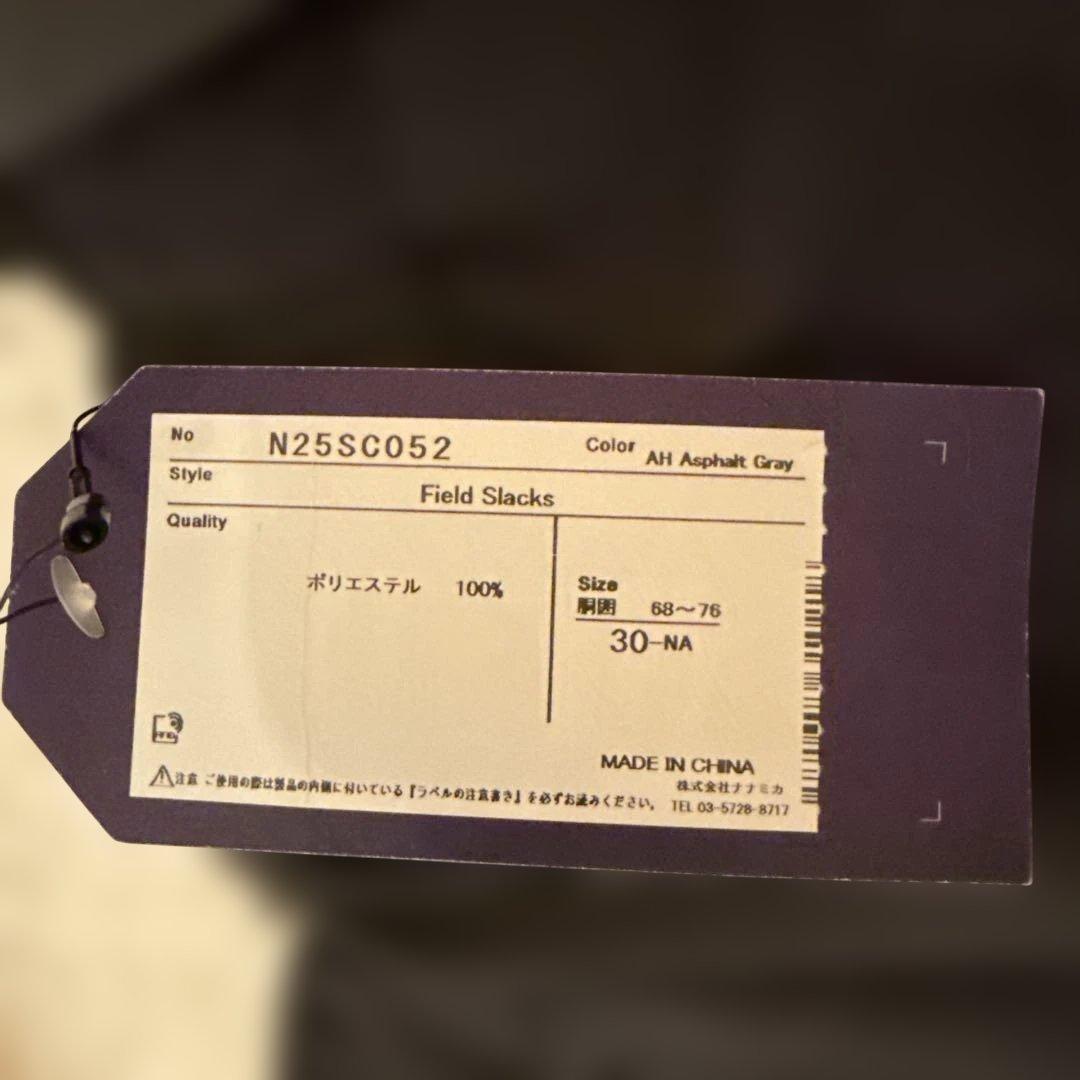 No N25SC052 Color AH Asphalt Gray
Style Field Slacks
Quality
ポリエステル 100%
Size
胴囲 68～76
30-NA
RFID
MADE IN CHINA
株式会社ナナミカ
注意 ご使用の際は製品の内側に付いている『ラベルの注意書き』を必ずお読みください。 TEL 03-5728-8717